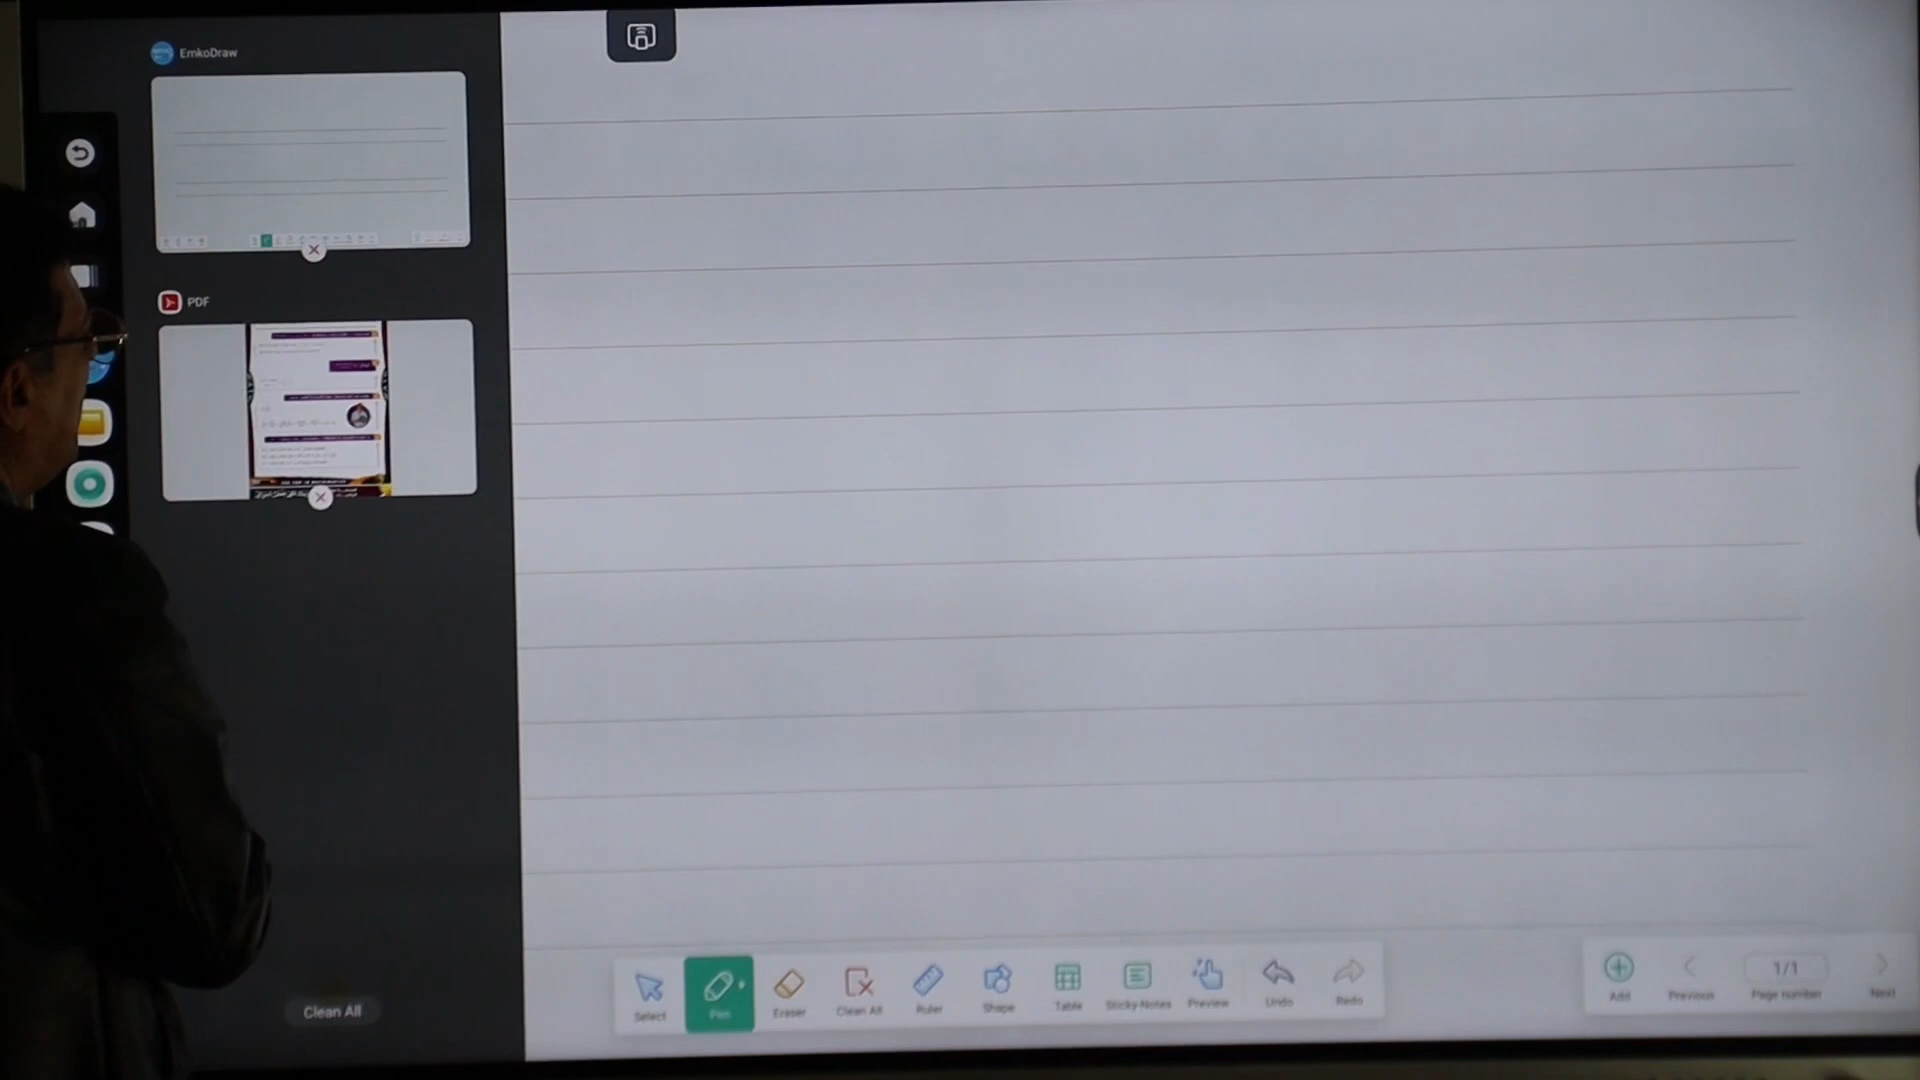 EmkoDraw
PDF
Clean All
Select
Pen
Eraser
Clean All
Ruler
Shape
Table
Sticky Notes
Preview
Undo
Redo
Add
Previous
1/1
Page number
Next